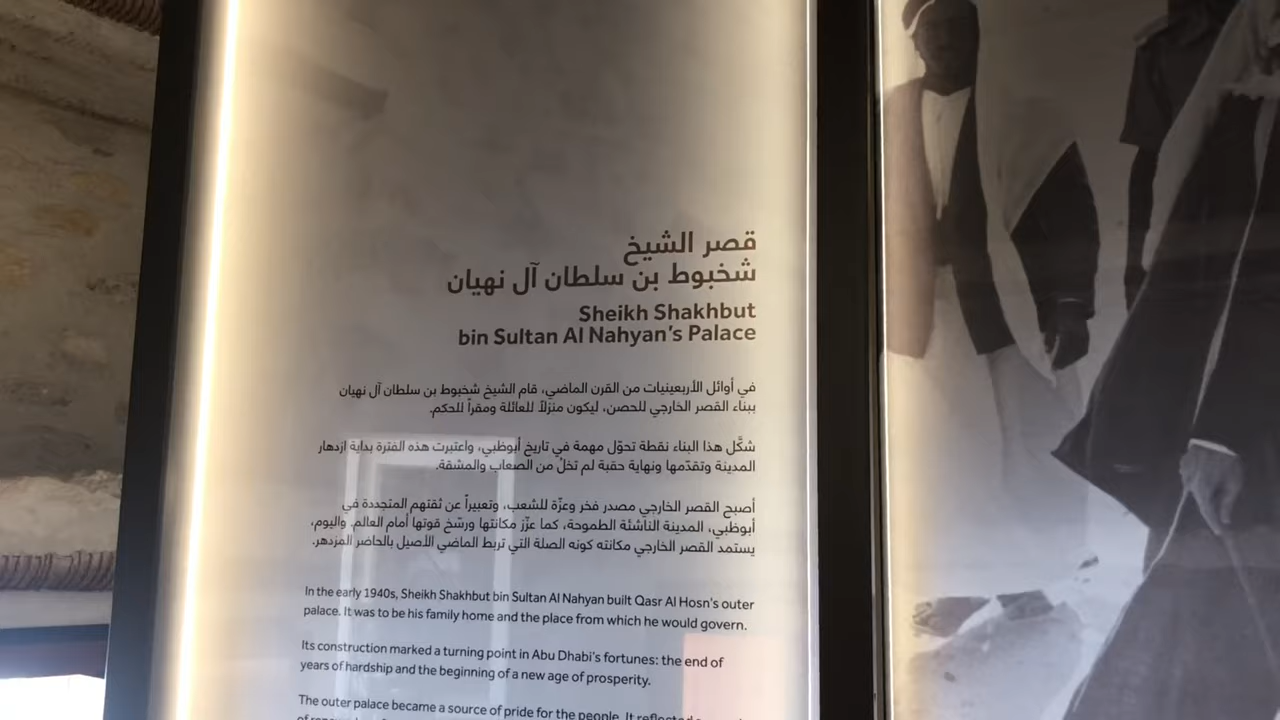 قصر الشيخ
شخبوط بن سلطان آل نهيان
Sheikh Shakhbut
bin Sultan Al Nahyan's Palace
في أوائل الأربعينيات من القرن الماضي، قام الشيخ شخبوط بن سلطان آل نهيان
ببناء القصر الخارجي للحصن، ليكون منزلاً للعائلة ومقراً للحكم.
شكَّل هذا البناء نقطة تحوّل مهمة في تاريخ أبوظبي، واعتبرت هذه الفترة بداية ازدهار
المدينة وتقدّمها ونهاية حقبة لم تخلُ من الصعاب والمشقة.
أصبح القصر الخارجي مصدر فخر وعزّة للشعب، وتعبيراً عن ثقتهم المتجددة في
أبوظبي، المدينة الناشئة الطموحة، كما عزّز مكانتها ورسّخ قوتها أمام العالم. واليوم،
يستمد القصر الخارجي مكانته كونه الصلة التي تربط الماضي الأصيل بالحاضر المزدهر.
In the early 1940s, Sheikh Shakhbut bin Sultan Al Nahyan built Qasr Al Hosn's outer
palace. It was to be his family home and the place from which he would govern.
Its construction marked a turning point in Abu Dhabi's fortunes: the end of
years of hardship and the beginning of a new age of prosperity.
The outer palace became a source of pride for the people. It reflected